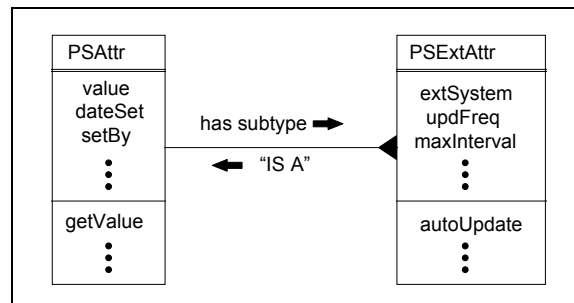 PSAttr
value
dateSet
setBy
getValue
has subtype
“IS A”
PSExtAttr
extSystem
updFreq
maxInterval
autoUpdate